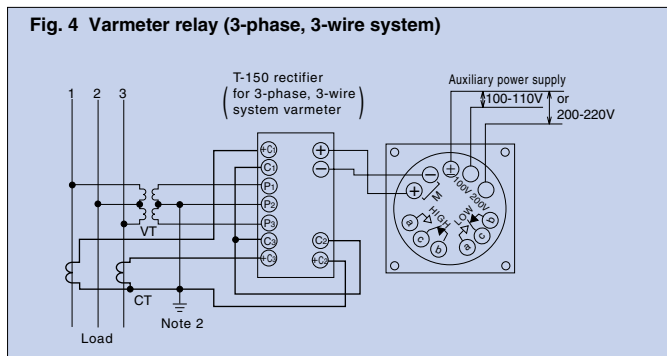 Fig. 4 Varmeter relay (3-phase, 3-wire system)
T-150 rectifier
for 3-phase, 3-wire
system varmeter
Auxiliary power supply
100-110V
or
200-220V
1 2 3
+C1
C1
P1
P2
P3
C3
+C3
C2
+C2
+
−
+
−
+
M
100V
200V
HIGH
LOW
a
c
b
a
c
b
VT
CT
Note 2
Load